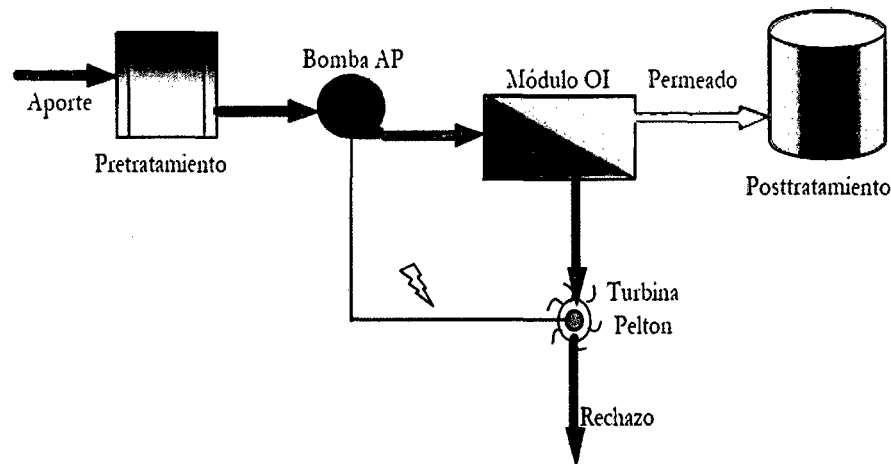 Aporte
Pretratamiento
Bomba AP
Módulo OI
Permeado
Posttratamiento
Turbina
Pelton
Rechazo